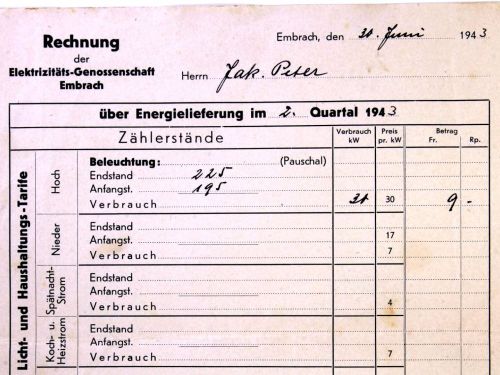 Rechnung
der
Elektrizitäts-Genossenschaft
Embrach
Embrach, den 30. Juni 1943
Herrn Jak. Peter
über Energielieferung im 2. Quartal 1943
Zählerstände
Verbrauch kW
Preis pr. kW
Betrag
Fr. Rp.
Licht- und Haushaltungs-Tarife
Hoch
Beleuchtung: (Pauschal)
Endstand 225
Anfangst. 195
Verbrauch 30 30 9 -
Nieder
Endstand
Anfangst. 17
Verbrauch 7
Spätnacht-Strom
Endstand
Anfangst.
Verbrauch 4
Koch- u. Heizstrom
Endstand
Anfangst.
Verbrauch 7